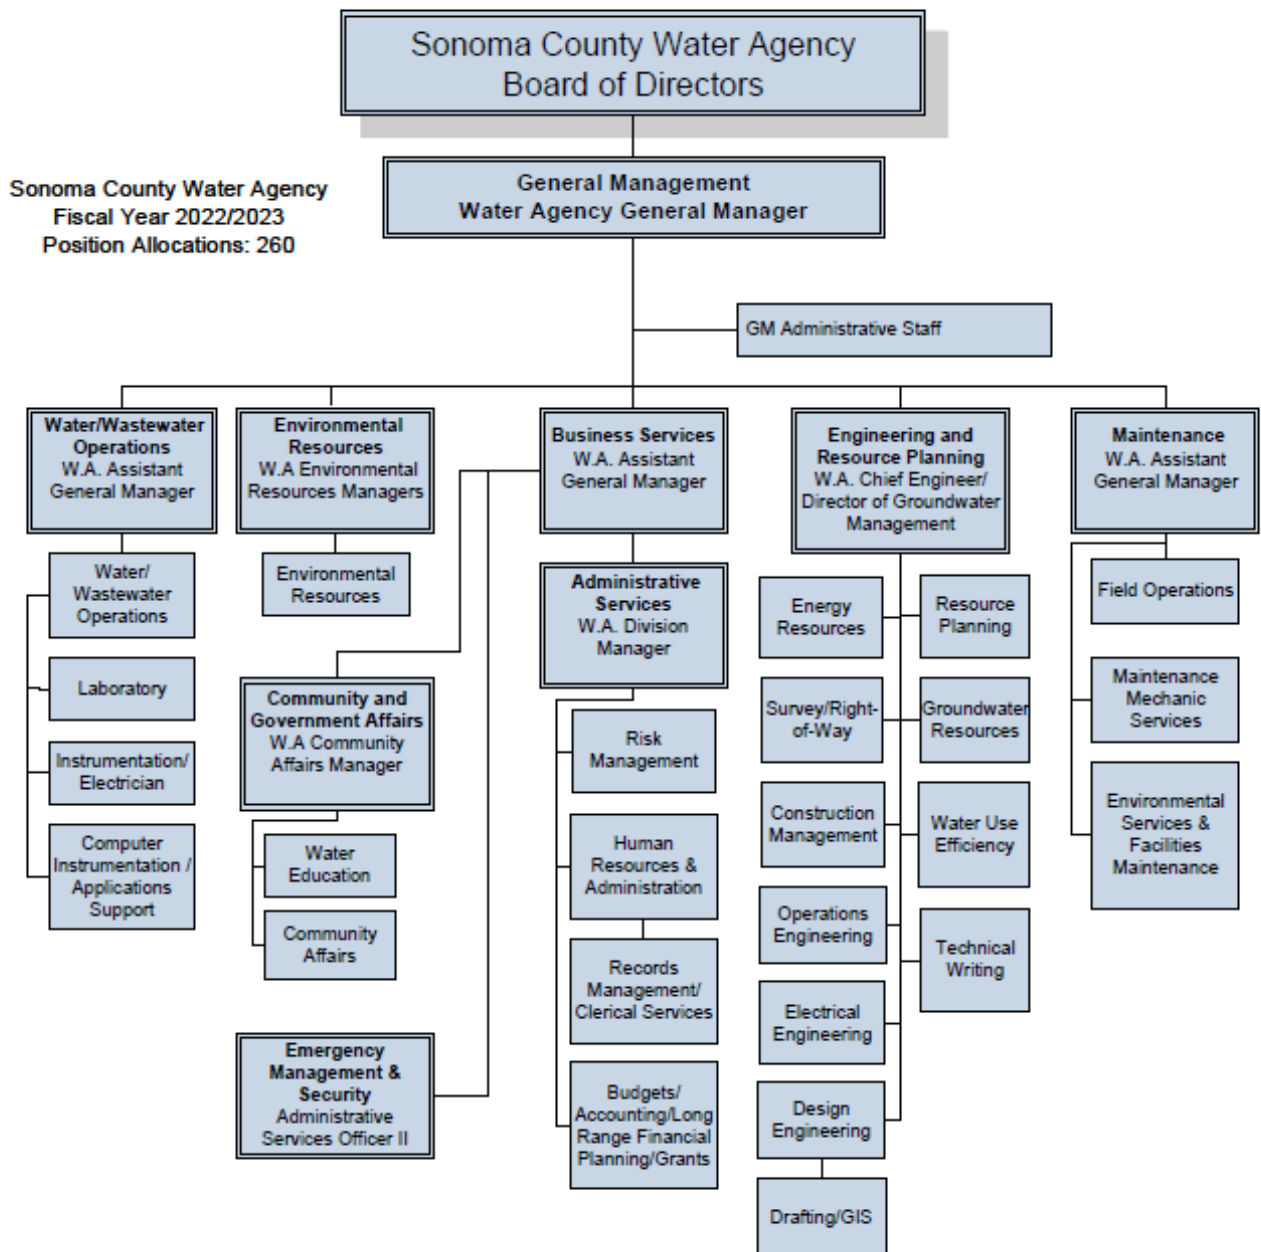 Sonoma County Water Agency
Board of Directors
General Management
Water Agency General Manager
Sonoma County Water Agency
Fiscal Year 2022/2023
Position Allocations: 260
GM Administrative Staff
Water/Wastewater
Operations
W.A. Assistant
General Manager
Water/
Wastewater
Operations
Laboratory
Instrumentation/
Electrician
Computer
Instrumentation /
Applications
Support
Environmental
Resources
W.A Environmental
Resources Managers
Environmental
Resources
Business Services
W.A. Assistant
General Manager
Community and
Government Affairs
W.A Community
Affairs Manager
Water
Education
Community
Affairs
Emergency
Management &
Security
Administrative
Services Officer II
Administrative
Services
W.A. Division
Manager
Risk
Management
Human
Resources &
Administration
Records
Management/
Clerical Services
Budgets/
Accounting/Long
Range Financial
Planning/Grants
Engineering and
Resource Planning
W.A. Chief Engineer/
Director of Groundwater
Management
Energy
Resources
Survey/Right-
of-Way
Construction
Management
Operations
Engineering
Electrical
Engineering
Design
Engineering
Drafting/GIS
Resource
Planning
Groundwater
Resources
Water Use
Efficiency
Technical
Writing
Maintenance
W.A. Assistant
General Manager
Field Operations
Maintenance
Mechanic
Services
Environmental
Services &
Facilities
Maintenance